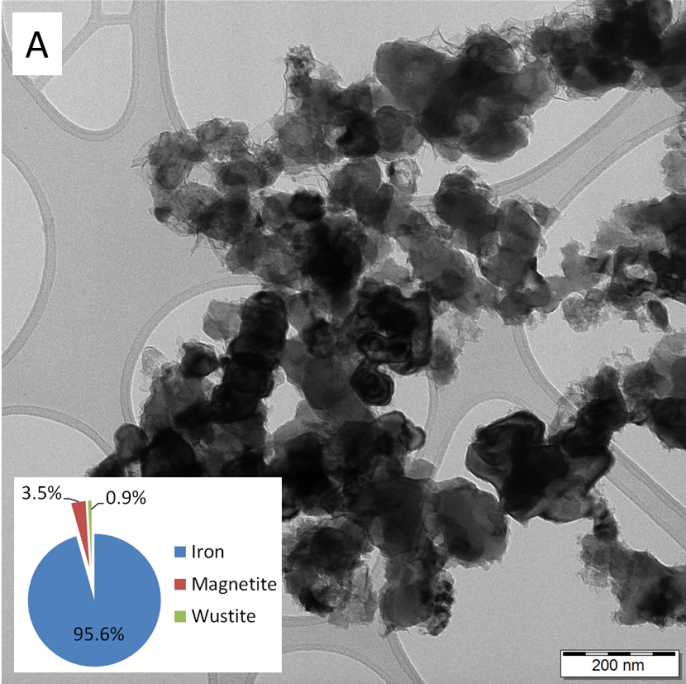 A
3.5%
0.9%
Iron
Magnetite
Wustite
95.6%
200 nm